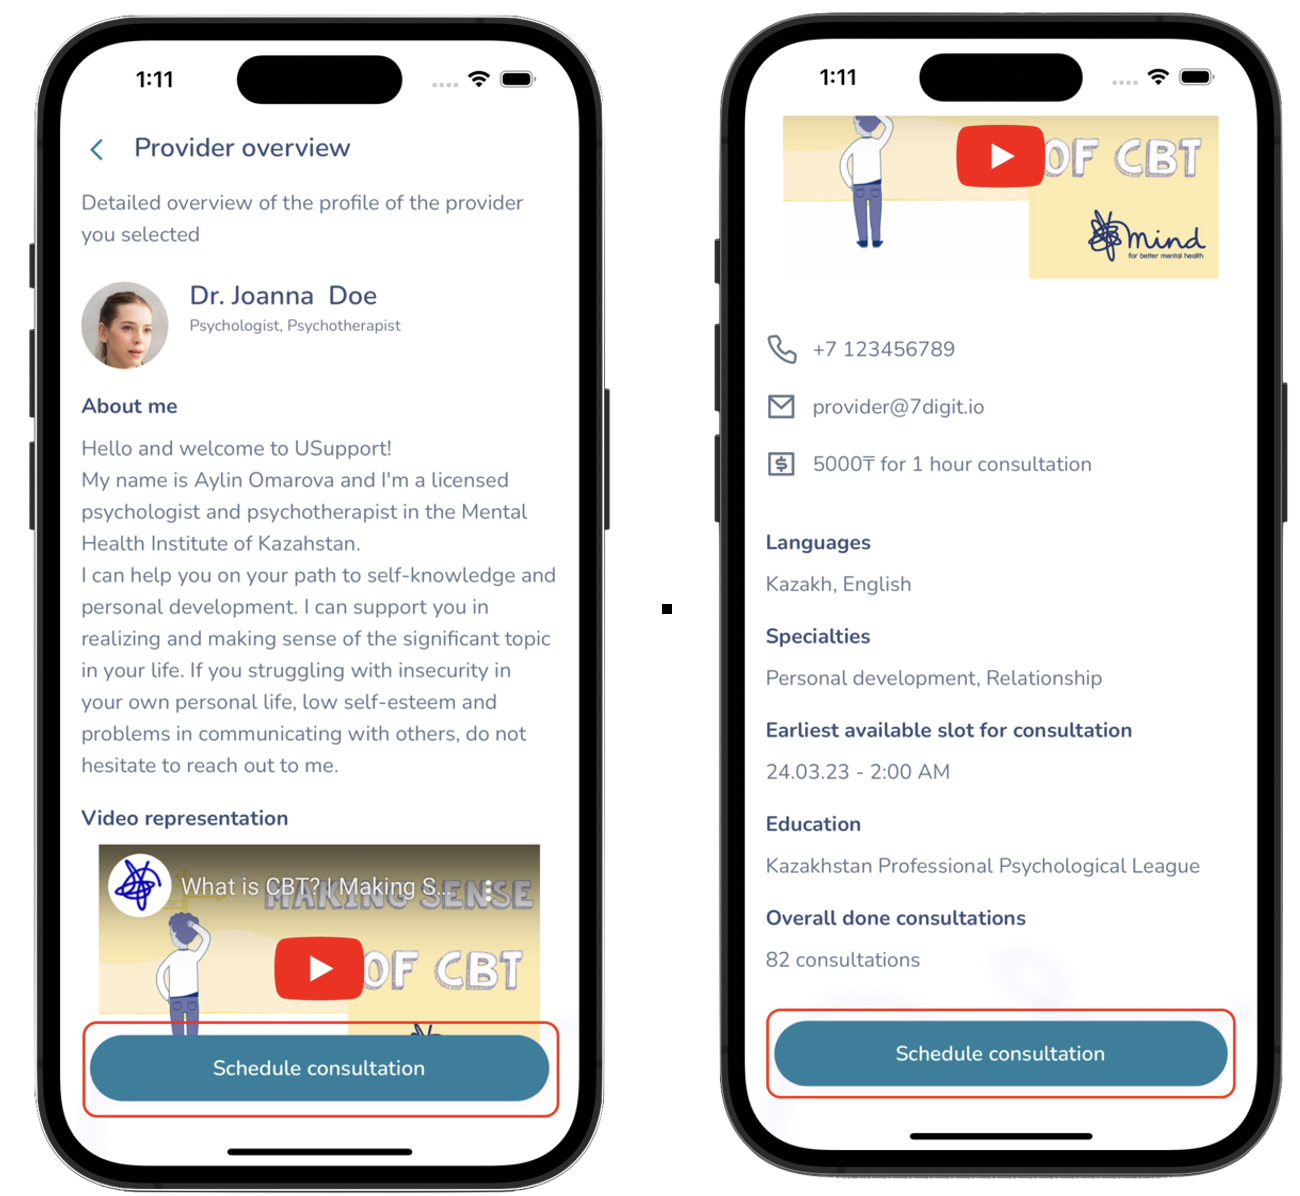 1:11
Provider overview
Detailed overview of the profile of the provider
you selected
Dr. Joanna  Doe
Psychologist, Psychotherapist
About me
Hello and welcome to USupport!
My name is Aylin Omarova and I'm a licensed
psychologist and psychotherapist in the Mental
Health Institute of Kazahstan.
I can help you on your path to self-knowledge and
personal development. I can support you in
realizing and making sense of the significant topic
in your life. If you struggling with insecurity in
your own personal life, low self-esteem and
problems in communicating with others, do not
hesitate to reach out to me.
Video representation
What is CBT? | Making S...
MAKING SENSE
OF CBT
Schedule consultation
1:11
OF CBT
mind
for better mental health
+7 123456789
provider@7digit.io
5000₸ for 1 hour consultation
Languages
Kazakh, English
Specialties
Personal development, Relationship
Earliest available slot for consultation
24.03.23 - 2:00 AM
Education
Kazakhstan Professional Psychological League
Overall done consultations
82 consultations
Schedule consultation